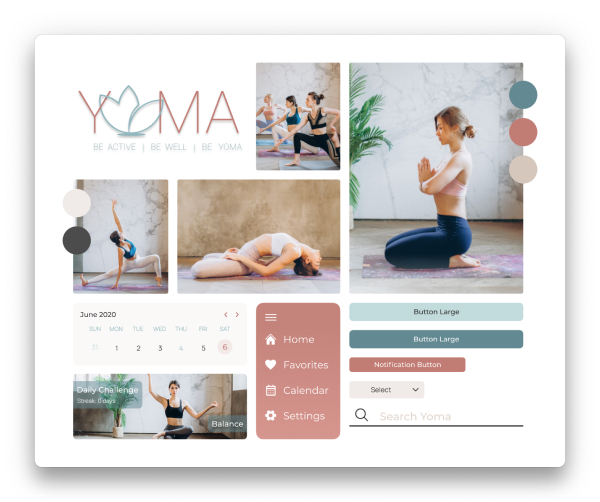 YOMA
BE ACTIVE | BE WELL | BE YOMA
June 2020
SUN MON TUE WED THU FRI SAT
31 1 2 3 4 5 6
Daily Challenge
Streak: 0 days
Balance
Home
Favorites
Calendar
Settings
Button Large
Button Large
Notification Button
Select
Search Yoma